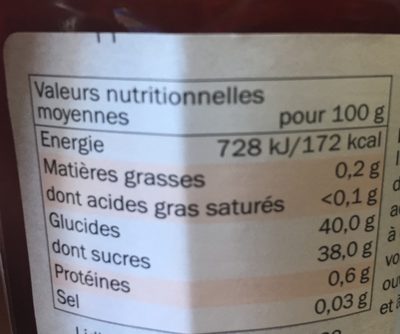 Valeurs nutritionnelles
moyennes pour 100 g
Energie 728 kJ/172 kcal
Matières grasses 0,2 g
dont acides gras saturés <0,1 g
Glucides 40,0 g
dont sucres 38,0 g
Protéines 0,6 g
Sel 0,03 g